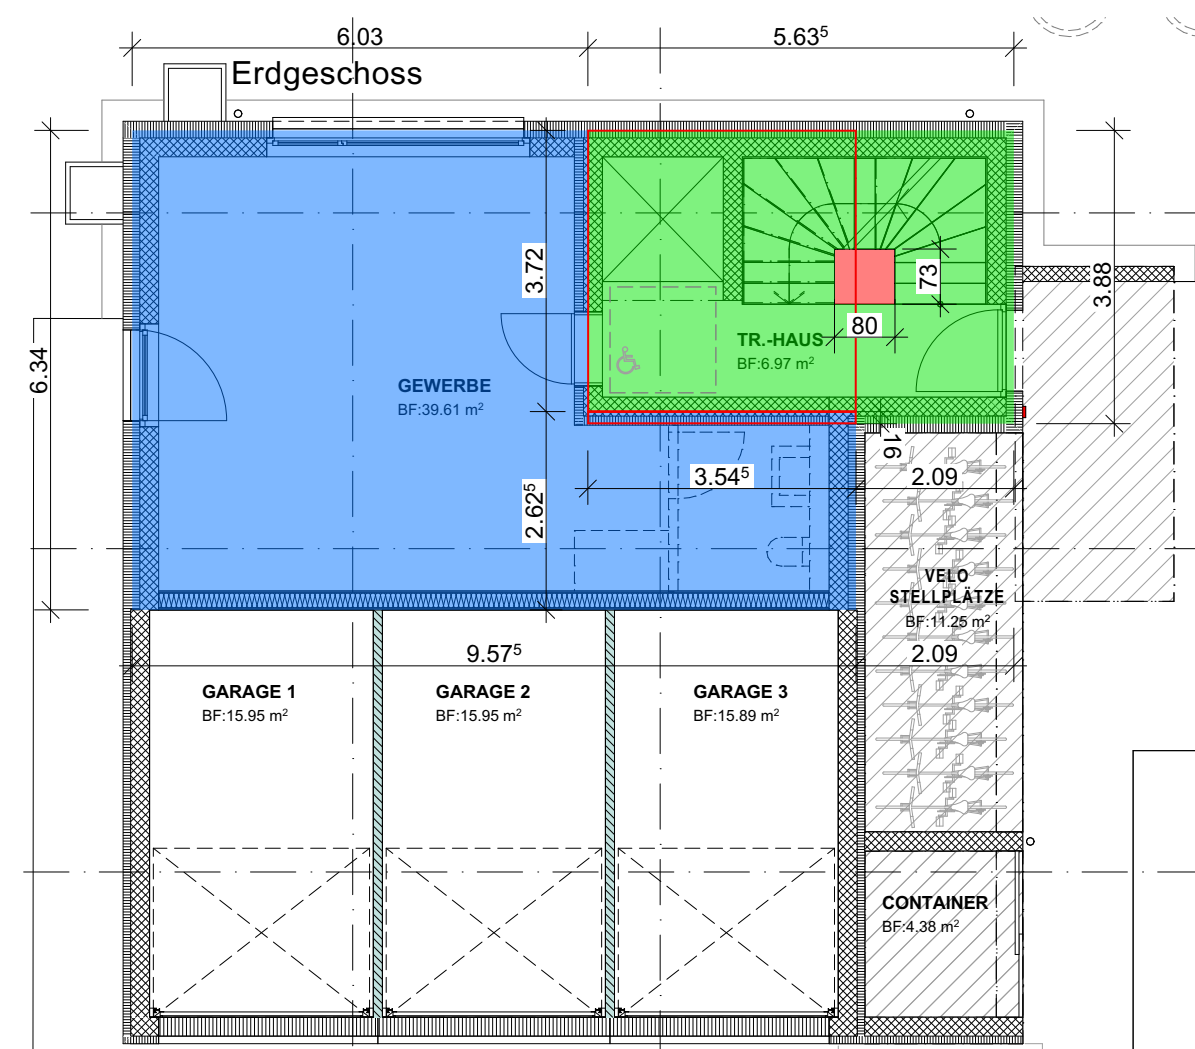 6.03
5.63⁵
Erdgeschoss
3.72
73
3.88
80
TR.-HAUS
BF:6.97 m²
6.34
GEWERBE
BF:39.61 m²
16
3.54⁵
2.09
2.62⁵
VELO
STELLPLÄTZE
BF:11.25 m²
9.57⁵
2.09
GARAGE 1
BF:15.95 m²
GARAGE 2
BF:15.95 m²
GARAGE 3
BF:15.89 m²
CONTAINER
BF:4.38 m²